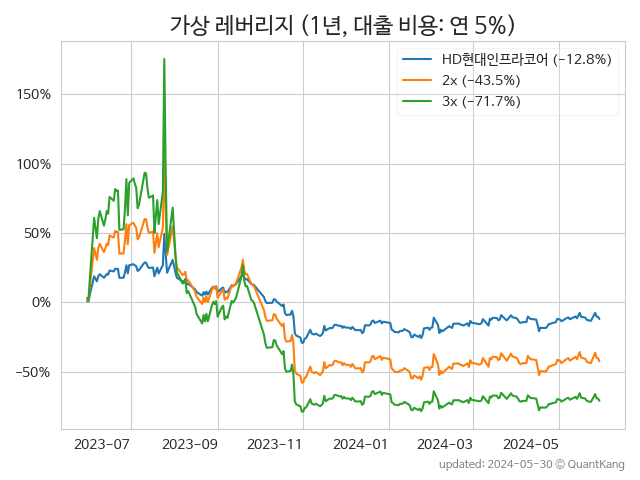 가상 레버리지 (1년, 대출 비용: 연 5%)
HD현대인프라코어 (−12.8%)
2x (−43.5%)
3x (−71.7%)
150%
100%
50%
0%
−50%
2023-07 2023-09 2023-11 2024-01 2024-03 2024-05
updated: 2024-05-30 © QuantKang